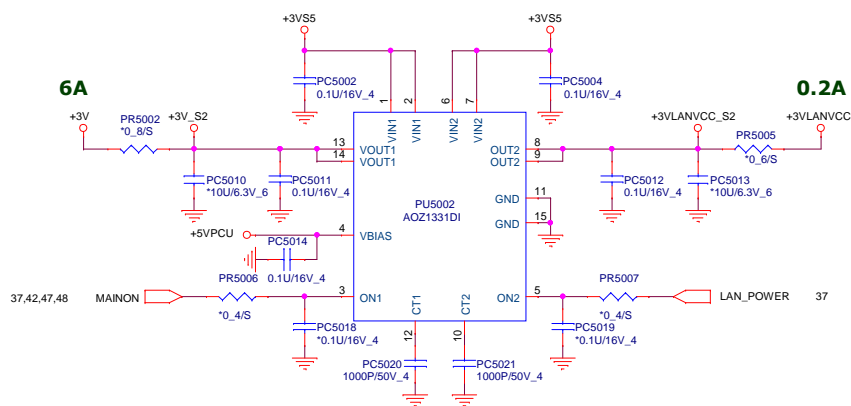 +3VS5
+3VS5
PC5002
0.1U/16V_4
PC5004
0.1U/16V_4
6A
0.2A
1
2
6
7
VIN1
VIN1
VIN2
VIN2
+3V
PR5002
*0_8/S
+3V_S2
+3VLANVCC_S2
PR5005
*0_6/S
+3VLANVCC
13
VOUT1
14
VOUT1
8
OUT2
9
OUT2
PC5010
*10U/6.3V_6
PC5011
0.1U/16V_4
PC5012
0.1U/16V_4
PC5013
*10U/6.3V_6
PU5002
AOZ1331DI
GND
11
GND
15
+5VPCU
4
VBIAS
PC5014
0.1U/16V_4
37,42,47,48
MAINON
PR5006
*0_4/S
3
ON1
CT1
CT2
ON2
5
PR5007
*0_4/S
LAN_POWER
37
PC5018
*0.1U/16V_4
12
10
PC5019
*0.1U/16V_4
PC5020
1000P/50V_4
PC5021
1000P/50V_4